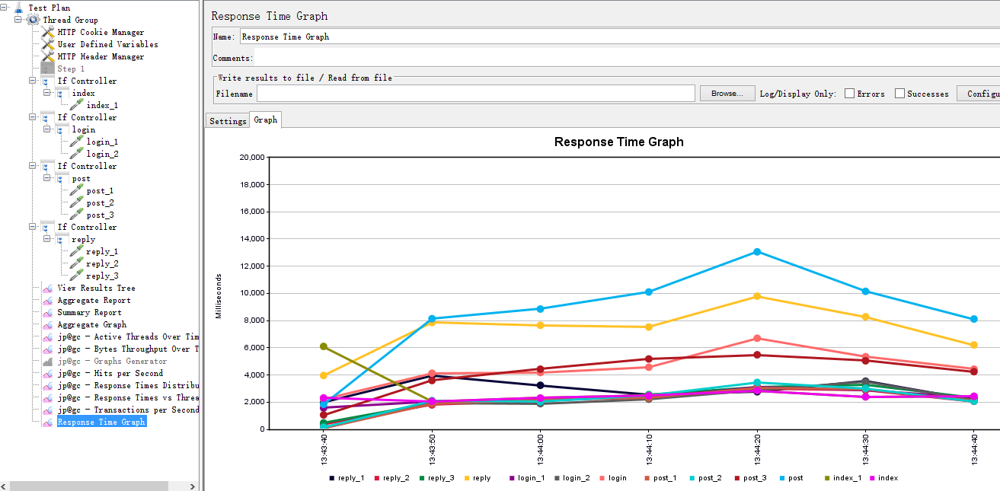 Test Plan
Thread Group
HTTP Cookie Manager
User Defined Variables
HTTP Header Manager
Step 1
If Controller
index
index_1
If Controller
login
login_1
login_2
If Controller
post
post_1
post_2
post_3
If Controller
reply
reply_1
reply_2
reply_3
View Results Tree
Aggregate Report
Summary Report
Aggregate Graph
jp@gc - Active Threads Over Tim
jp@gc - Bytes Throughput Over T
jp@gc - Graphs Generator
jp@gc - Hits per Second
jp@gc - Response Times Distribu
jp@gc - Response Times vs Threa
jp@gc - Transactions per Second
Response Time Graph
Response Time Graph
Name: Response Time Graph
Comments:
Write results to file / Read from file
Filename Browse... Log/Display Only: Errors Successes Configu
Settings Graph
Response Time Graph
20,000
18,000
16,000
14,000
12,000
10,000
8,000
6,000
4,000
2,000
0
Milliseconds
13:43:40 13:43:50 13:44:00 13:44:10 13:44:20 13:44:30 13:44:40
reply_1 reply_2 reply_3 reply login_1 login_2 login post_1 post_2 post_3 post index_1 index